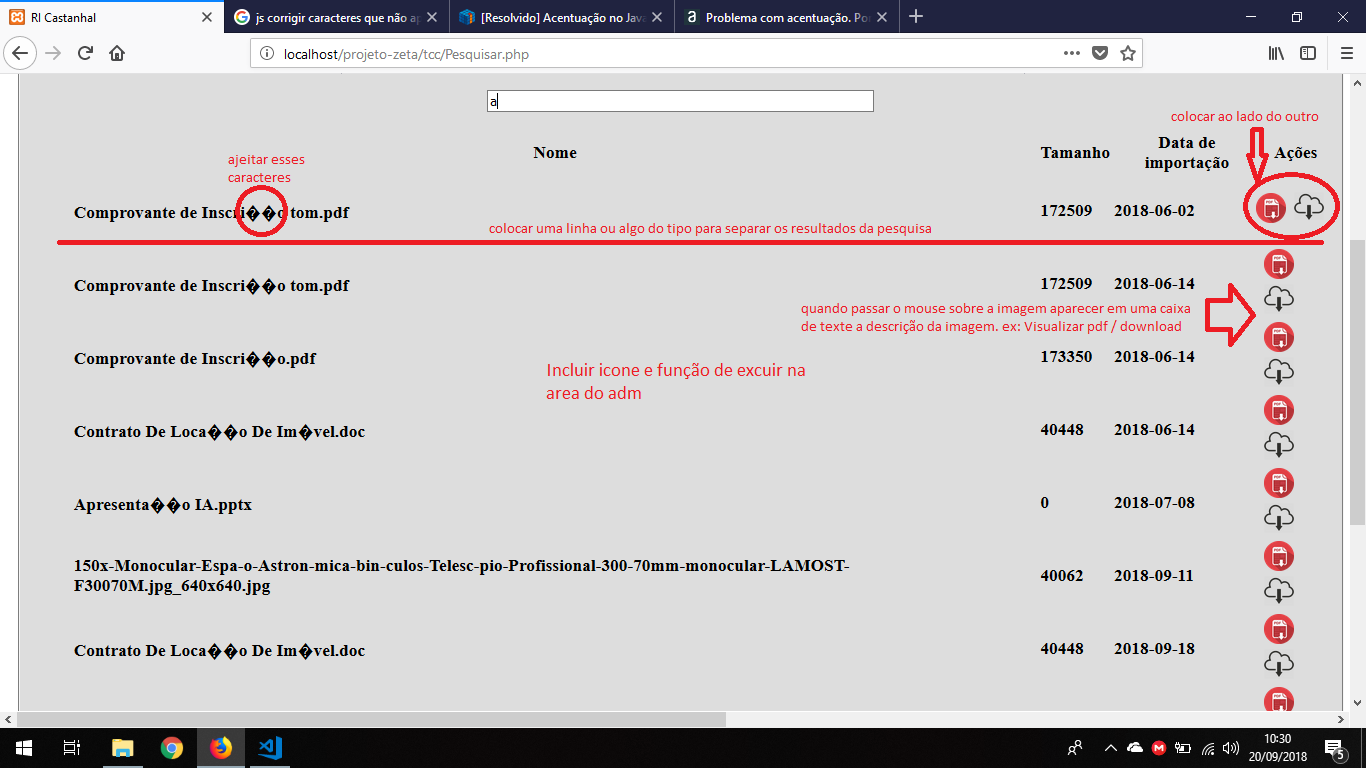 RI Castanhal
js corrigir caracteres que não ap
[Resolvido] Acentuação no Java
a Problema com acentuação. Po
localhost/projeto-zeta/tcc/Pesquisar.php
a
colocar ao lado do outro
Nome Tamanho Data de importação Ações
ajeitar esses
caracteres
Comprovante de Inscri��o tom.pdf 172509 2018-06-02
colocar uma linha ou algo do tipo para separar os resultados da pesquisa
Comprovante de Inscri��o tom.pdf 172509 2018-06-14
quando passar o mouse sobre a imagem aparecer em uma caixa
de texte a descrição da imagem. ex: Visualizar pdf / download
Comprovante de Inscri��o.pdf 173350 2018-06-14
Incluir icone e função de excuir na
area do adm
Contrato De Loca��o De Im�vel.doc 40448 2018-06-14
Apresenta��o IA.pptx 0 2018-07-08
150x-Monocular-Espa-o-Astron-mica-bin-culos-Telesc-pio-Profissional-300-70mm-monocular-LAMOST-
F30070M.jpg_640x640.jpg 40062 2018-09-11
Contrato De Loca��o De Im�vel.doc 40448 2018-09-18
10:30
20/09/2018
5